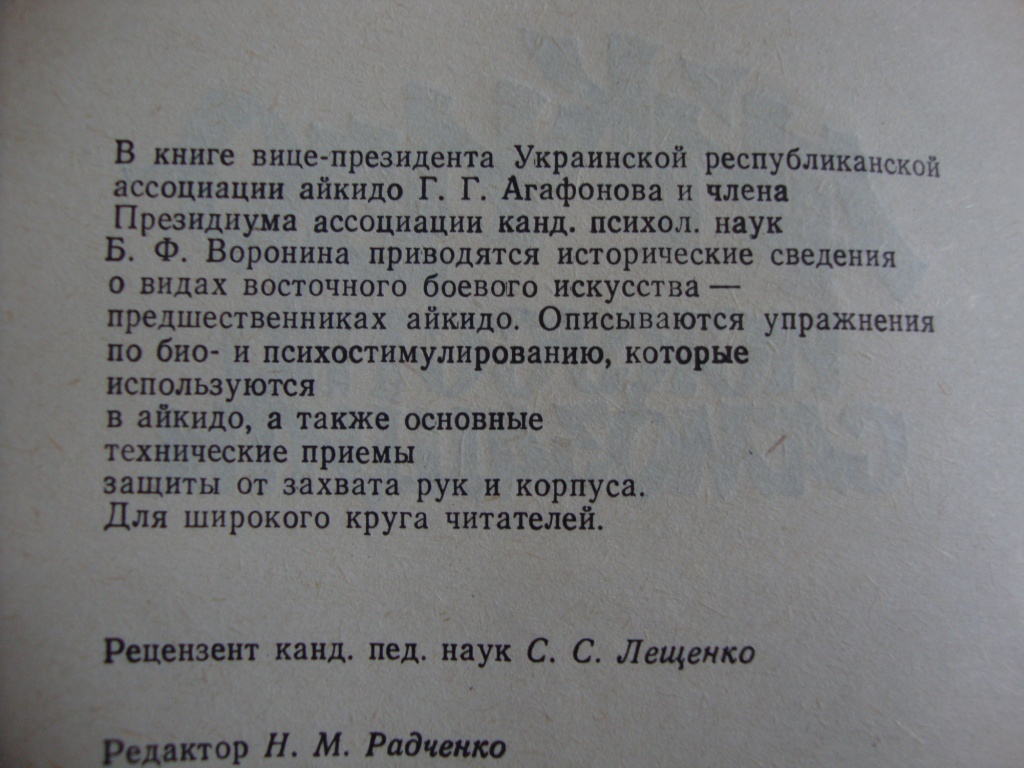 В книге вице-президента Украинской республиканской
ассоциации айкидо Г. Г. Агафонова и члена
Президиума ассоциации канд. психол. наук
Б. Ф. Воронина приводятся исторические сведения
о видах восточного боевого искусства —
предшественниках айкидо. Описываются упражнения
по био- и психостимулированию, которые
используются
в айкидо, а также основные
технические приемы
защиты от захвата рук и корпуса.
Для широкого круга читателей.
Рецензент канд. пед. наук С. С. Лещенко
Редактор Н. М. Радченко